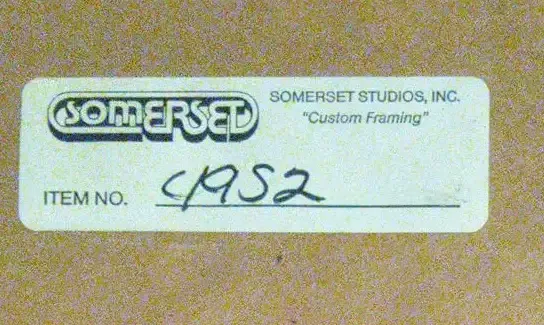 SOMERSET
SOMERSET STUDIOS, INC.
"Custom Framing"
ITEM NO. 4952